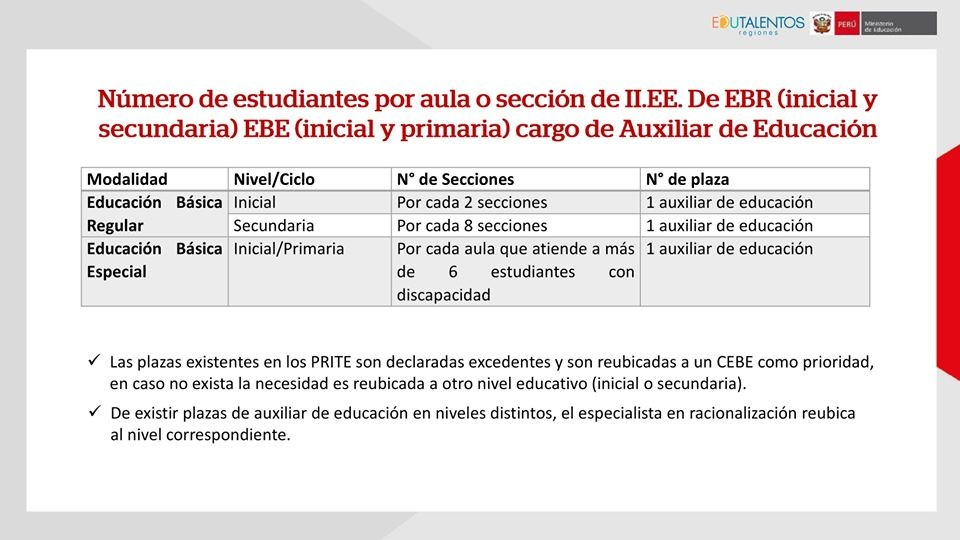 EDUTALENTOS
regiones
PERÚ
Ministerio
de Educación
Número de estudiantes por aula o sección de II.EE. De EBR (inicial y
secundaria) EBE (inicial y primaria) cargo de Auxiliar de Educación
Modalidad Nivel/Ciclo N° de Secciones N° de plaza
Educación Básica Inicial Por cada 2 secciones 1 auxiliar de educación
Regular Secundaria Por cada 8 secciones 1 auxiliar de educación
Educación Básica Inicial/Primaria Por cada aula que atiende a más 1 auxiliar de educación
Especial de 6 estudiantes con
discapacidad
✓ Las plazas existentes en los PRITE son declaradas excedentes y son reubicadas a un CEBE como prioridad,
en caso no exista la necesidad es reubicada a otro nivel educativo (inicial o secundaria).
✓ De existir plazas de auxiliar de educación en niveles distintos, el especialista en racionalización reubica
al nivel correspondiente.